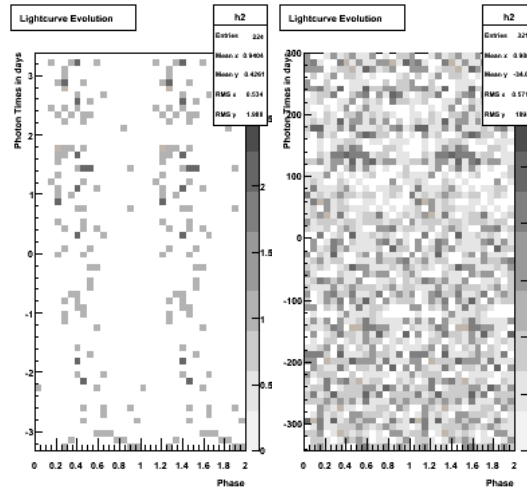 Lightcurve Evolution
h2
Entries 224
Mean x 0.9404
Mean y 0.4261
RMS x 0.534
RMS y 1.988
Photon Times in days
3
2
1
0
-1
-2
-3
2
1.5
1
0.5
0
0 0.2 0.4 0.6 0.8 1 1.2 1.4 1.6 1.8 2
Phase
Lightcurve Evolution
h2
Entries
Mean x
Mean y
RMS x
RMS y
Photon Times in days
300
200
100
0
-100
-200
-300
0 0.2 0.4 0.6 0.8 1 1.2 1.4 1.6 1.8 2
Phase